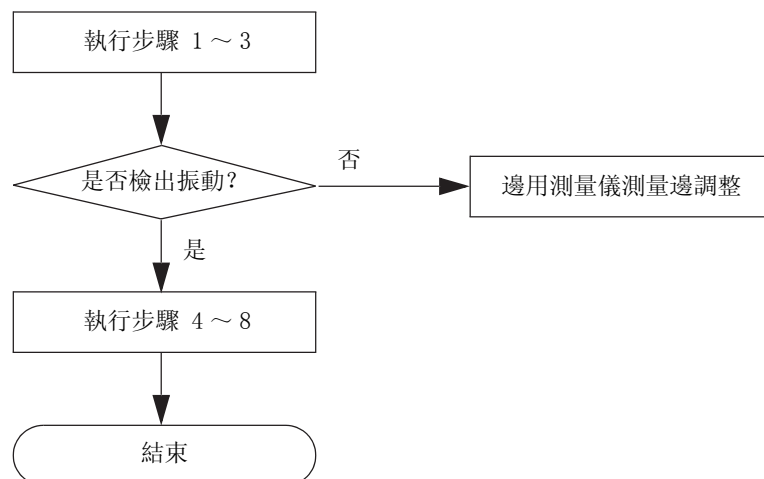 執行步驟 1～3
是否檢出振動？
否
邊用測量儀測量邊調整
是
執行步驟 4～8
結束